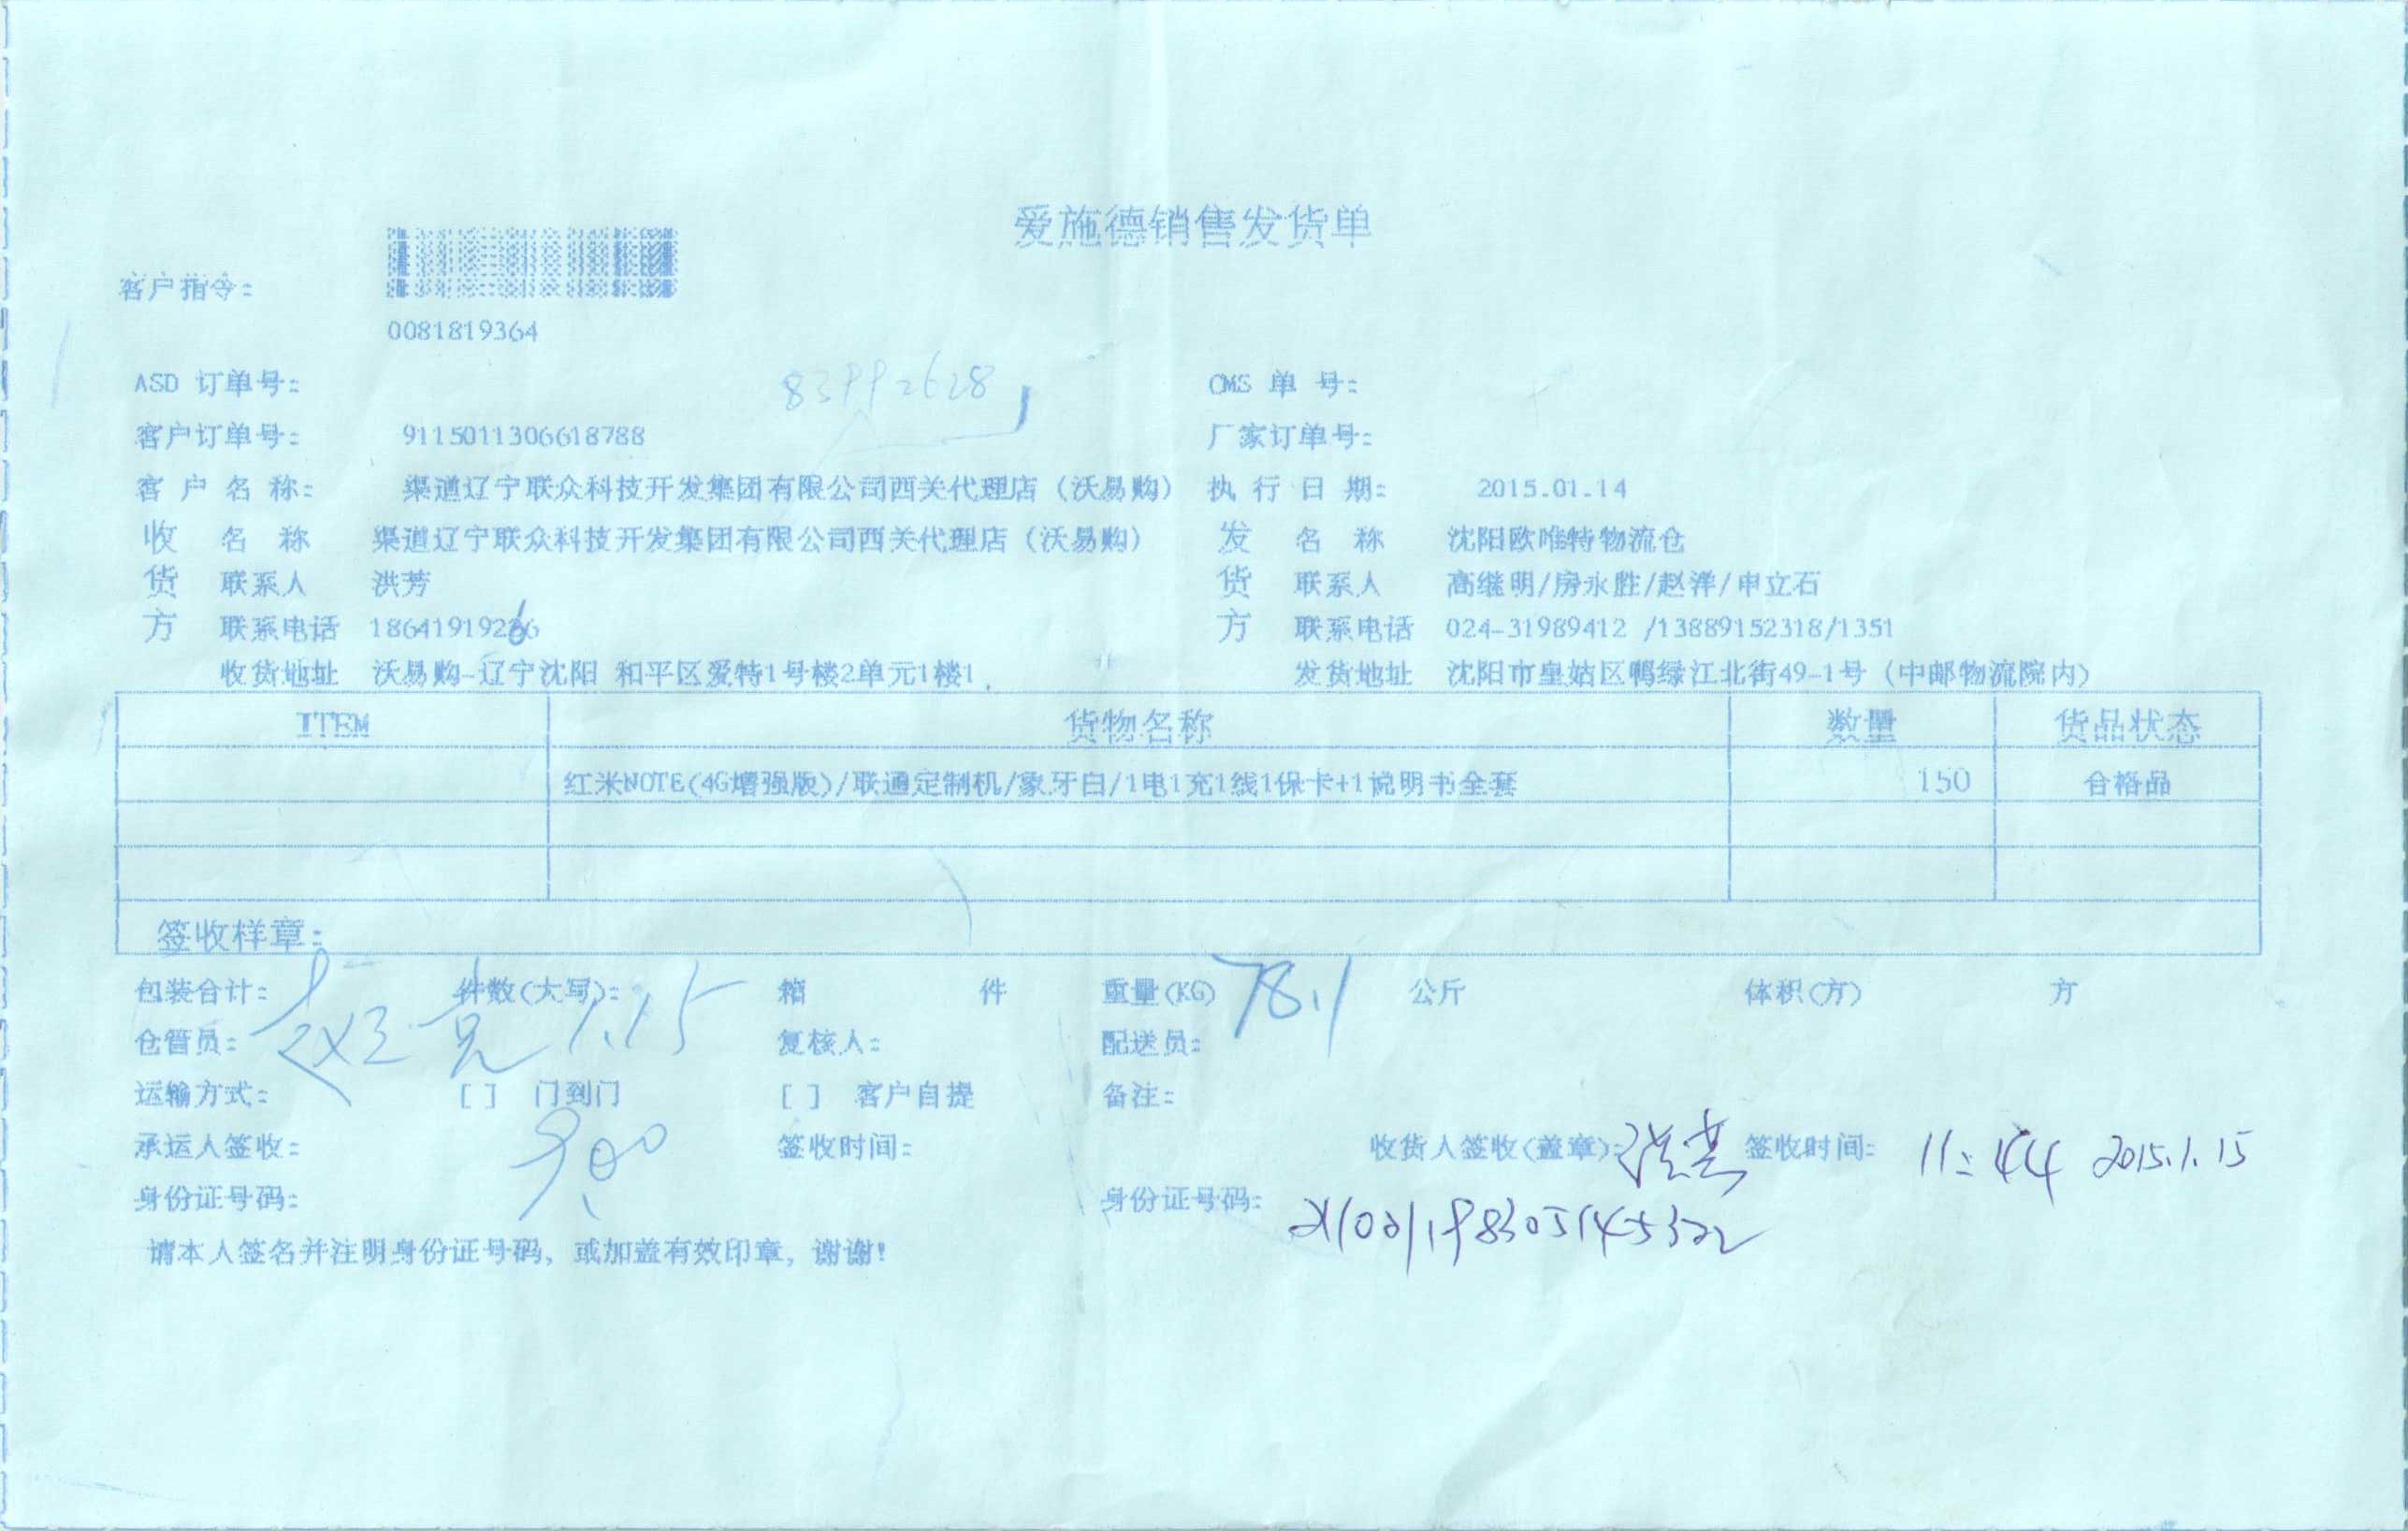 爱施德销售发货单
客户指令:
0081819364
ASD 订单号: CMS 单 号:
客户订单号: 9115011306618788 厂家订单号:
客 户 名 称: 渠道辽宁联众科技开发集团有限公司西关代理店（沃易购） 执 行 日 期: 2015.01.14
收 名 称 渠道辽宁联众科技开发集团有限公司西关代理店（沃易购） 发 名 称 沈阳欧唯特物流仓
货 联系人 洪芳 货 联系人 高继明/房永胜/赵洋/申立石
方 联系电话 方 联系电话 024-31989412 /13889152318/1351
收货地址 沃易购-辽宁沈阳 和平区爱特1号楼2单元1楼1 发货地址 沈阳市皇姑区鸭绿江北街49-1号（中邮物流院内）
ITEM 货物名称 数量 货品状态
红米NOTE(4G增强版)/联通定制机/象牙白/1电1充1线1保卡+1说明书全套 150 合格品
签收样章:
包装合计: 件数(大写): 箱 件 重量(KG) 78.1 公斤 体积(方) 方
仓管员: 1.15 复核人: 配送员:
运输方式: [ ] 门到门 [ ] 客户自提 备注:
承运人签收: 签收时间: 收货人签收(盖章): 签收时间: 11:44 2015.1.15
身份证号码: 身份证号码:
请本人签名并注明身份证号码，或加盖有效印章，谢谢!